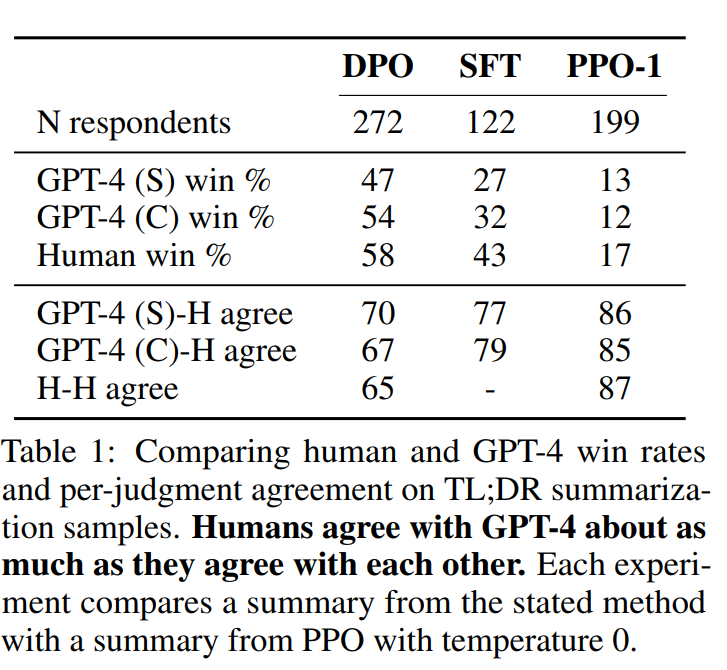 DPO SFT PPO-1
N respondents 272 122 199
GPT-4 (S) win % 47 27 13
GPT-4 (C) win % 54 32 12
Human win % 58 43 17
GPT-4 (S)-H agree 70 77 86
GPT-4 (C)-H agree 67 79 85
H-H agree 65 - 87
Table 1: Comparing human and GPT-4 win rates
and per-judgment agreement on TL;DR summariza-
tion samples. Humans agree with GPT-4 about as
much as they agree with each other. Each experi-
ment compares a summary from the stated method
with a summary from PPO with temperature 0.